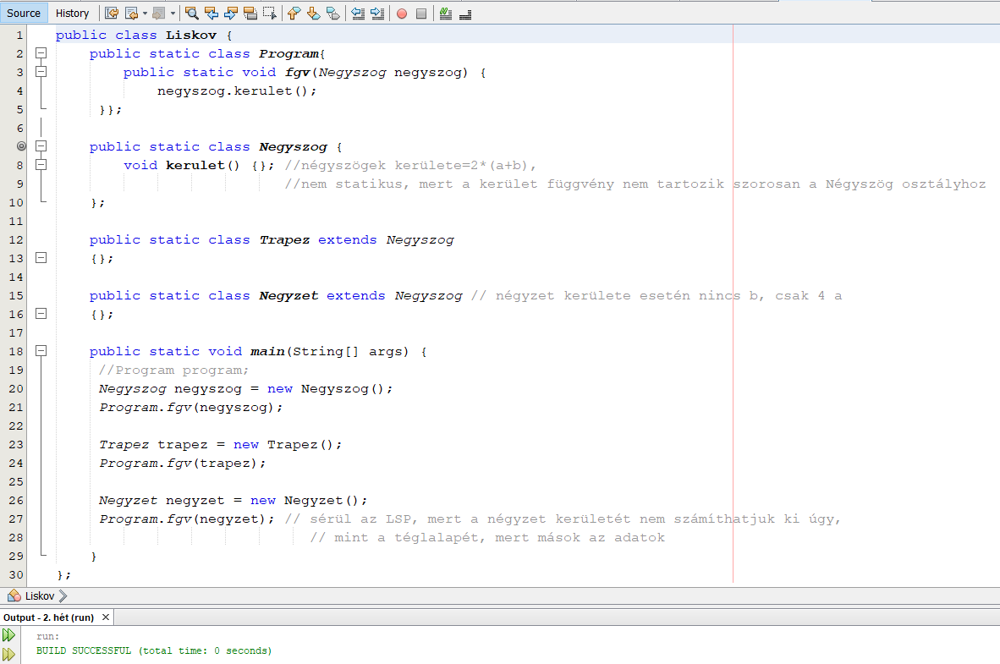 Source History
1 public class Liskov {
2 public static class Program{
3 public static void fgv(Negyszog negyszog) {
4 negyszog.kerulet();
5 }};
6
public static class Negyszog {
8 void kerulet() {}; //négyszögek kerülete=2*(a+b),
9 //nem statikus, mert a kerület függvény nem tartozik szorosan a Négyszög osztályhoz
10 };
11
12 public static class Trapez extends Negyszog
13 {};
14
15 public static class Negyzet extends Negyszog // négyzet kerülete esetén nincs b, csak 4 a
16 {};
17
18 public static void main(String[] args) {
19 //Program program;
20 Negyszog negyszog = new Negyszog();
21 Program.fgv(negyszog);
22
23 Trapez trapez = new Trapez();
24 Program.fgv(trapez);
25
26 Negyzet negyzet = new Negyzet();
27 Program.fgv(negyzet); // sérül az LSP, mert a négyzet kerületét nem számíthatjuk ki úgy,
28 // mint a téglalapét, mert mások az adatok
29 }
30 };
Liskov
Output - 2. hét (run) ×
run:
BUILD SUCCESSFUL (total time: 0 seconds)